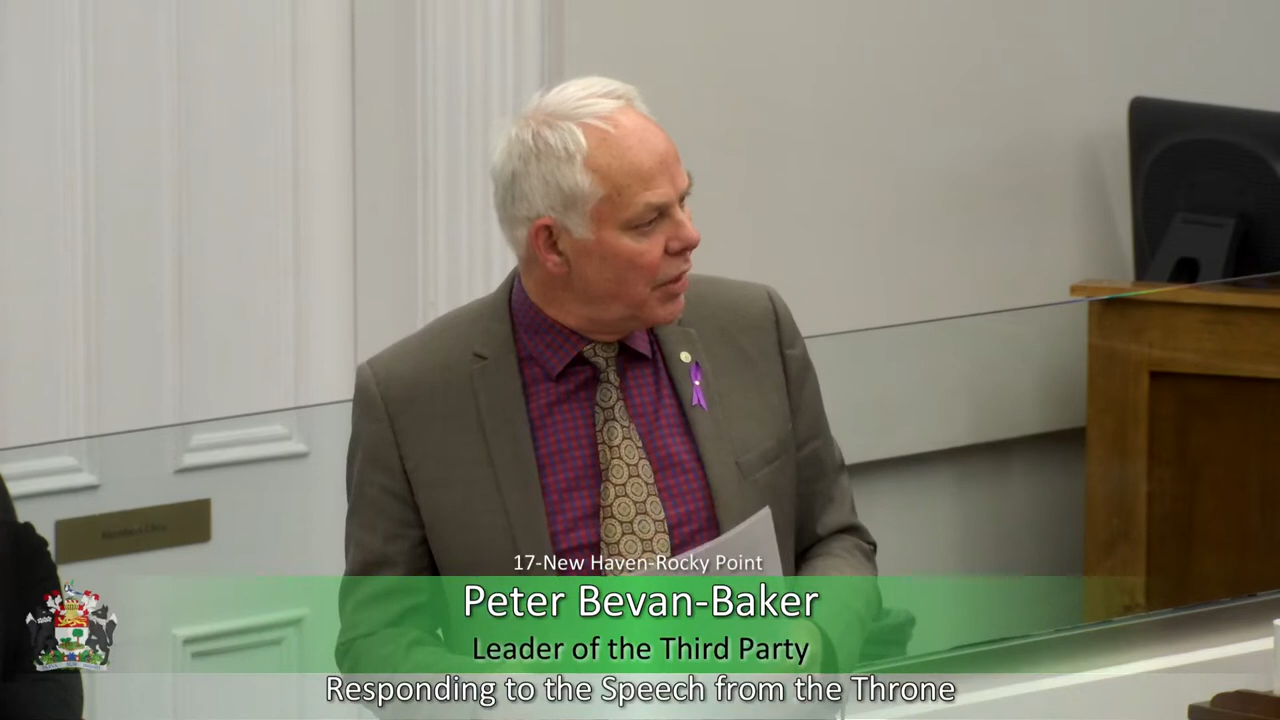 17-New Haven-Rocky Point
Peter Bevan-Baker
Leader of the Third Party
Responding to the Speech from the Throne